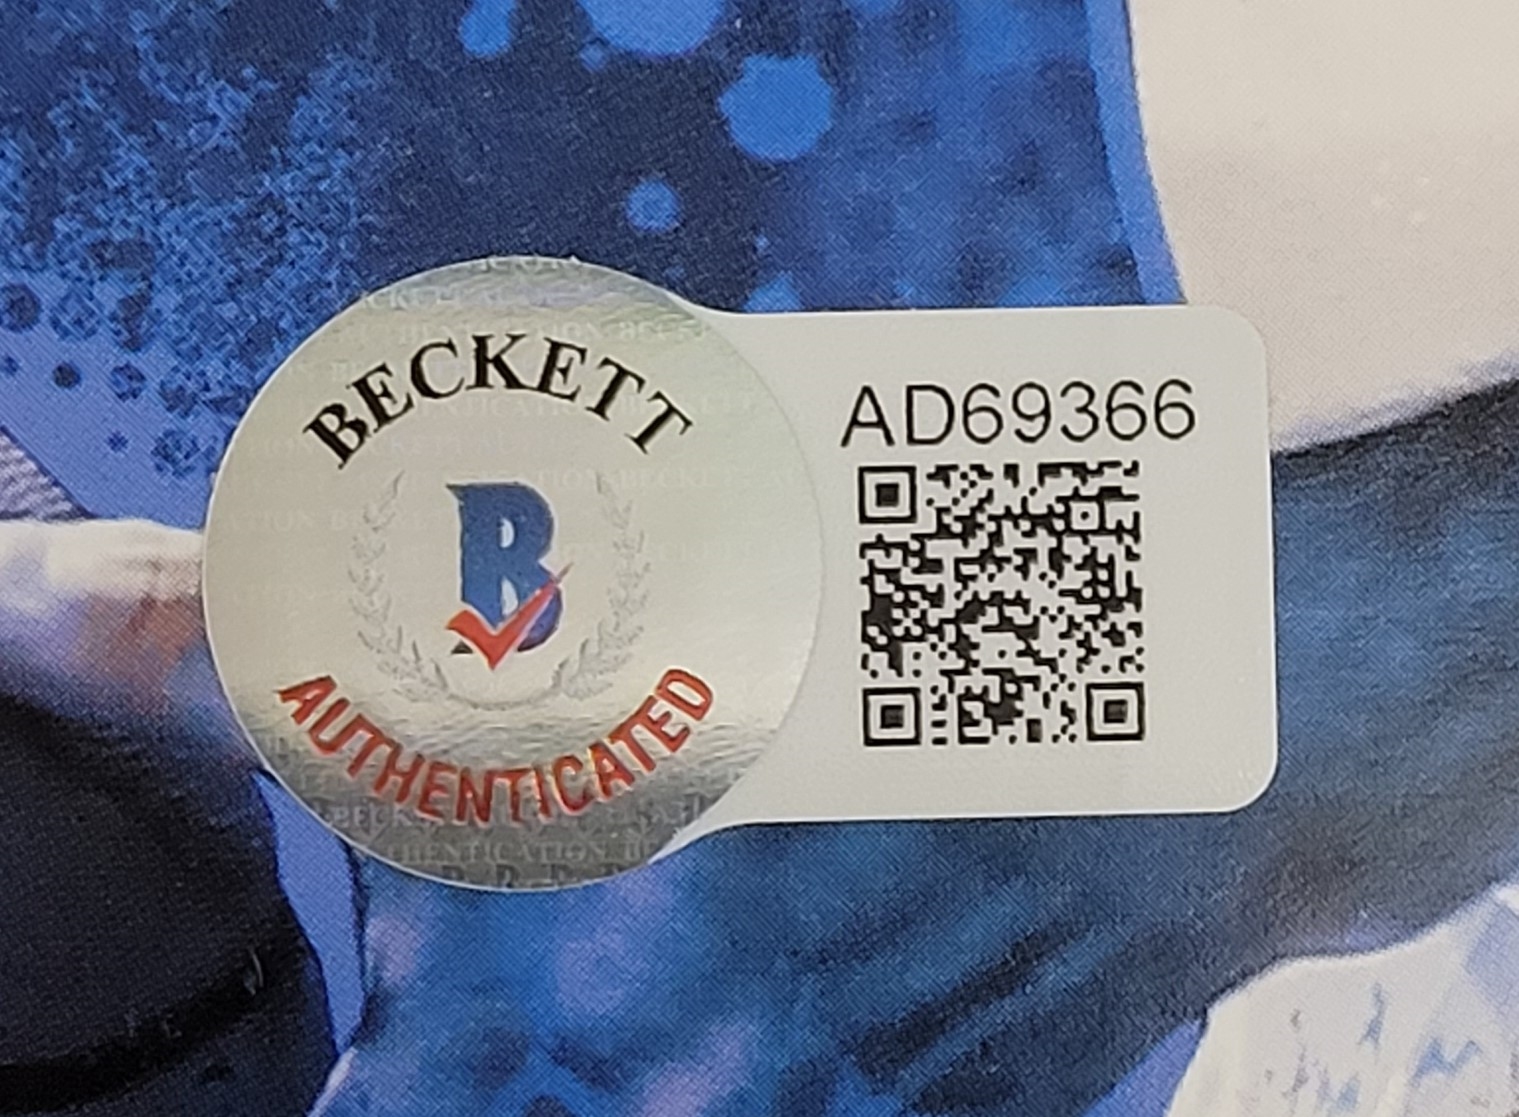 BECKETT
B
AUTHENTICATED
AD69366